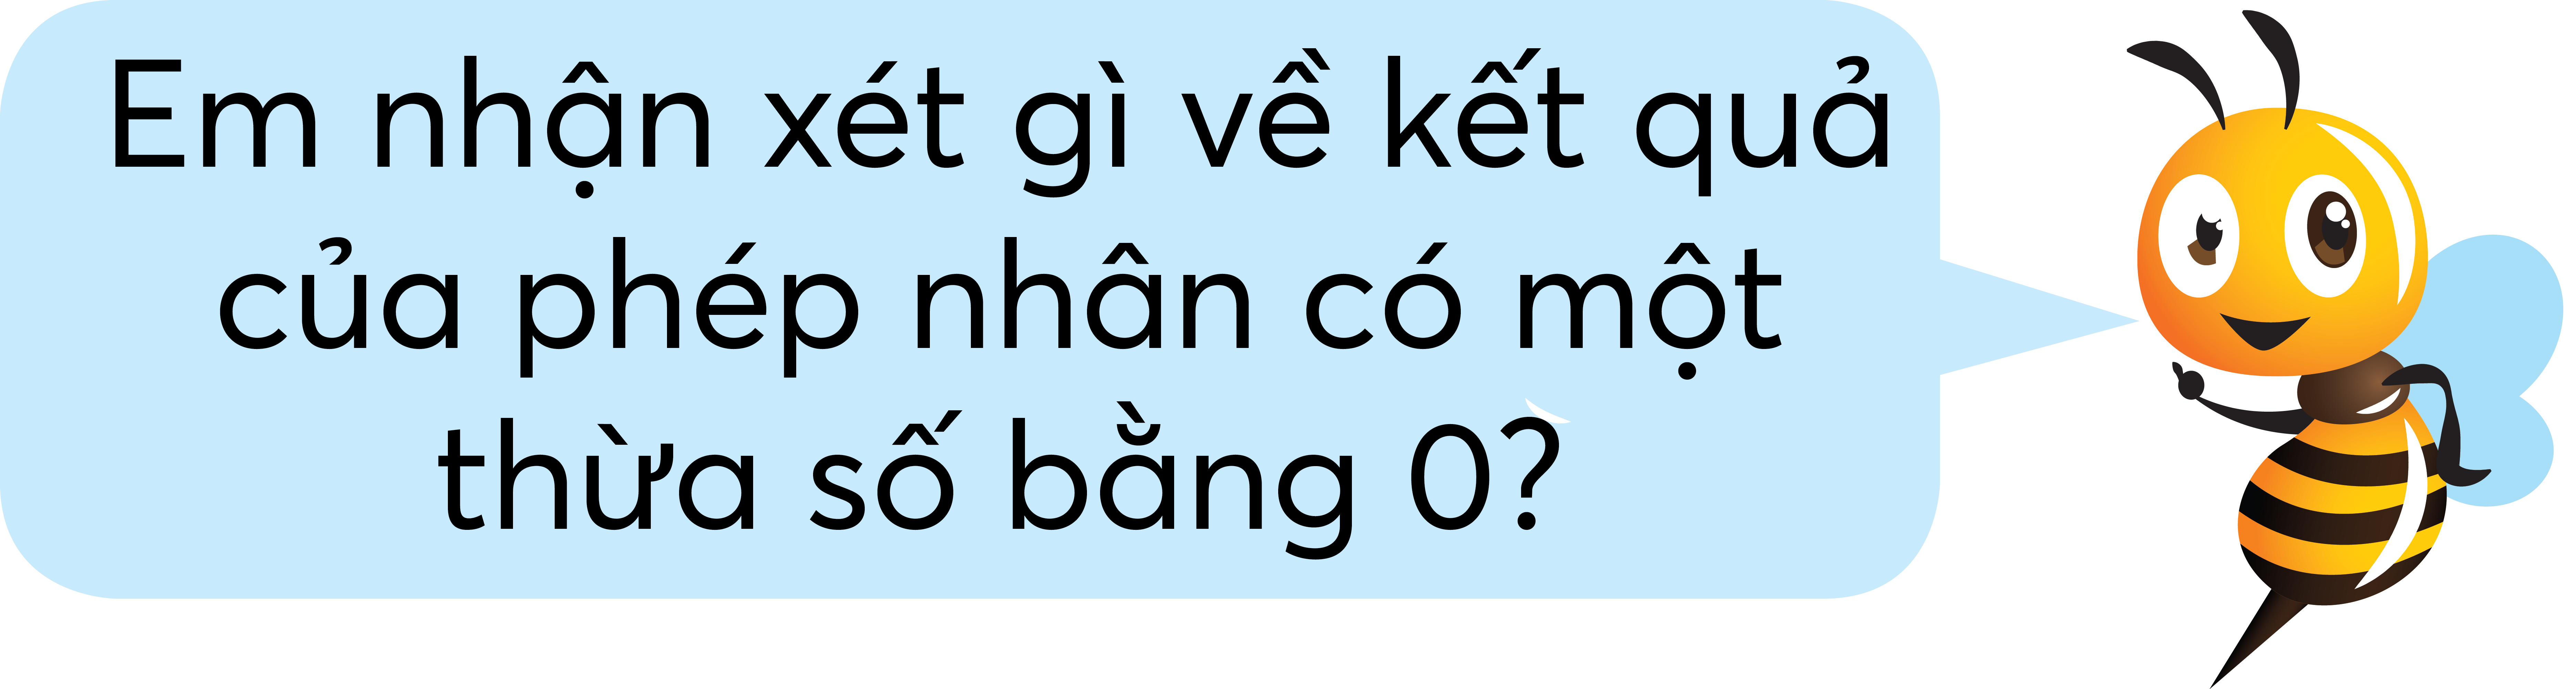 Em nhận xét gì về kết quả
của phép nhân có một
thừa số bằng 0?